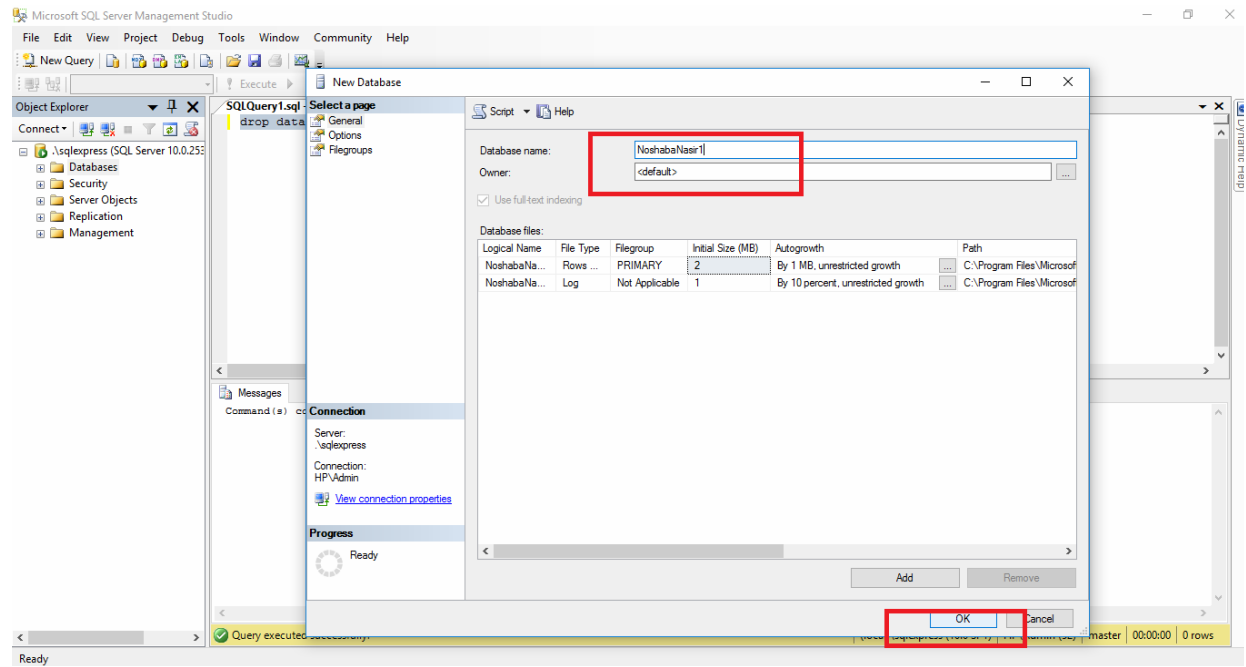 Microsoft SQL Server Management Studio
File Edit View Project Debug Tools Window Community Help
New Query
Execute
Object Explorer
Connect
.\sqlexpress (SQL Server 10.0.253
Databases
Security
Server Objects
Replication
Management
SQLQuery1.sql -
drop data
New Database
Select a page
General
Options
Filegroups
Script Help
Database name: NoshabaNasir1
Owner: <default> ...
Use full-text indexing
Database files:
Logical Name File Type Filegroup Initial Size (MB) Autogrowth Path
NoshabaNa... Rows ... PRIMARY 2 By 1 MB, unrestricted growth ... C:\Program Files\Microsof
NoshabaNa... Log Not Applicable 1 By 10 percent, unrestricted growth ... C:\Program Files\Microsof
Connection
Server:
.\sqlexpress
Connection:
HP\Admin
View connection properties
Progress
Ready
Add Remove
OK Cancel
Messages
Command(s) co
Query executed successfully. master 00:00:00 0 rows
Ready
Dynamic Help